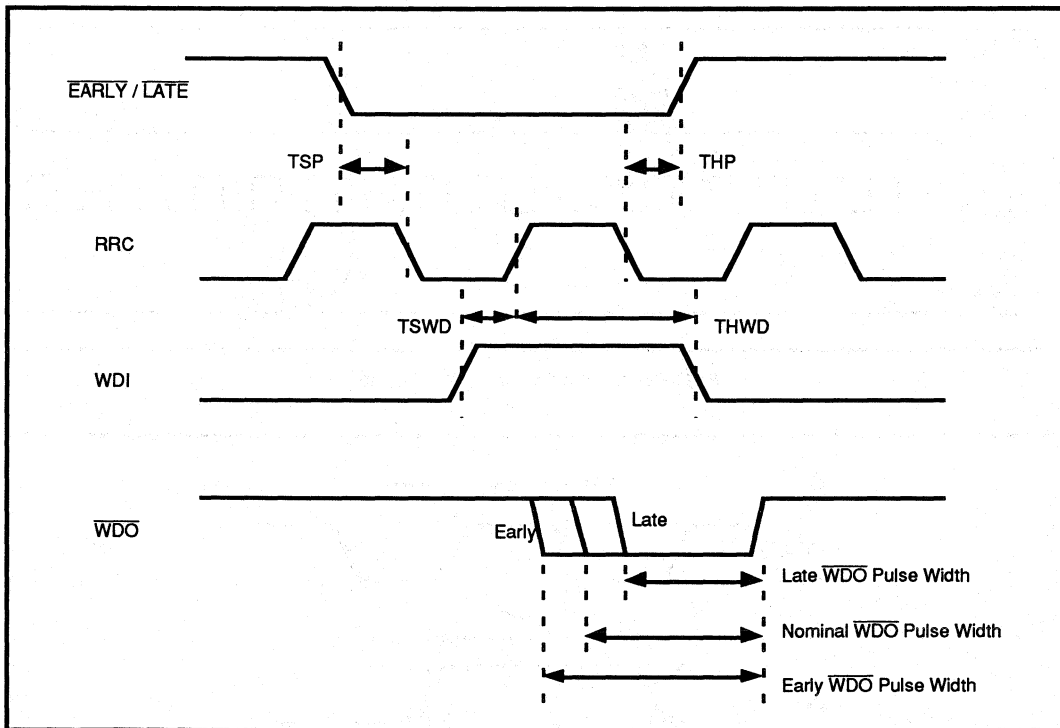 EARLY / LATE
TSP
THP
RRC
TSWD
THWD
WDI
WDO
Early
Late
Late WDO Pulse Width
Nominal WDO Pulse Width
Early WDO Pulse Width